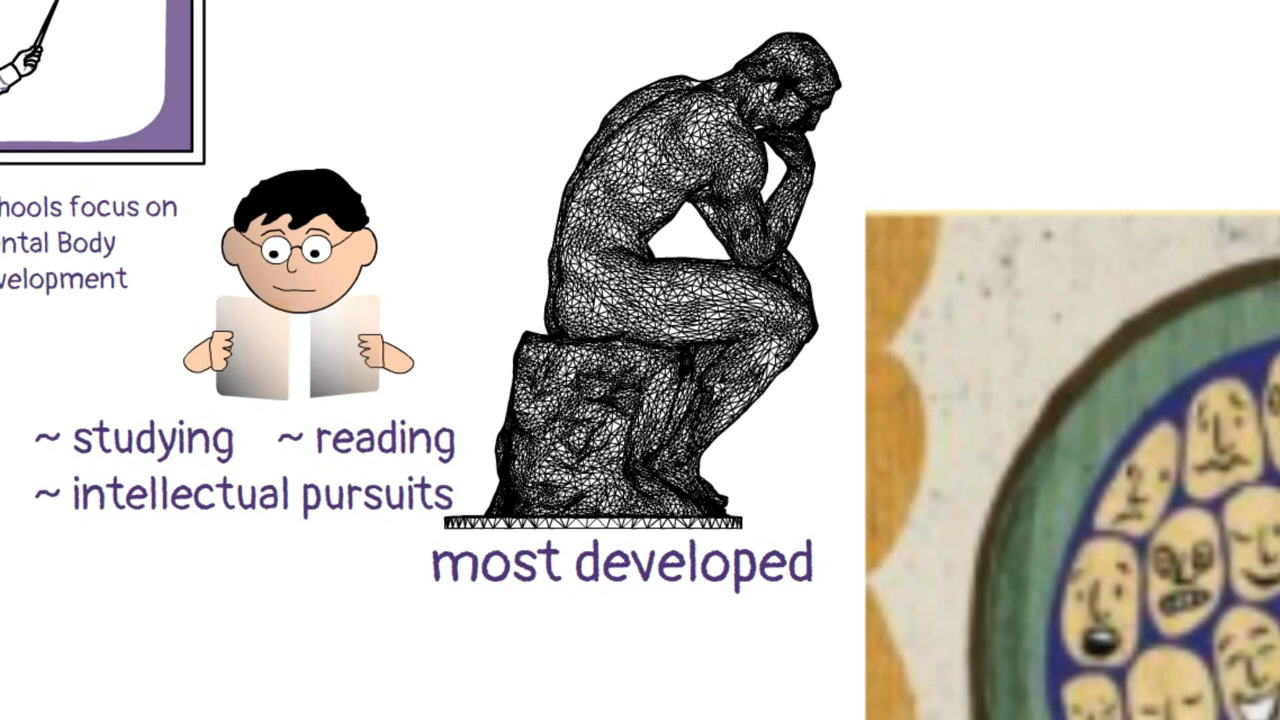 hools focus on
ntal Body
velopment
~ studying ~ reading
~ intellectual pursuits
most developed